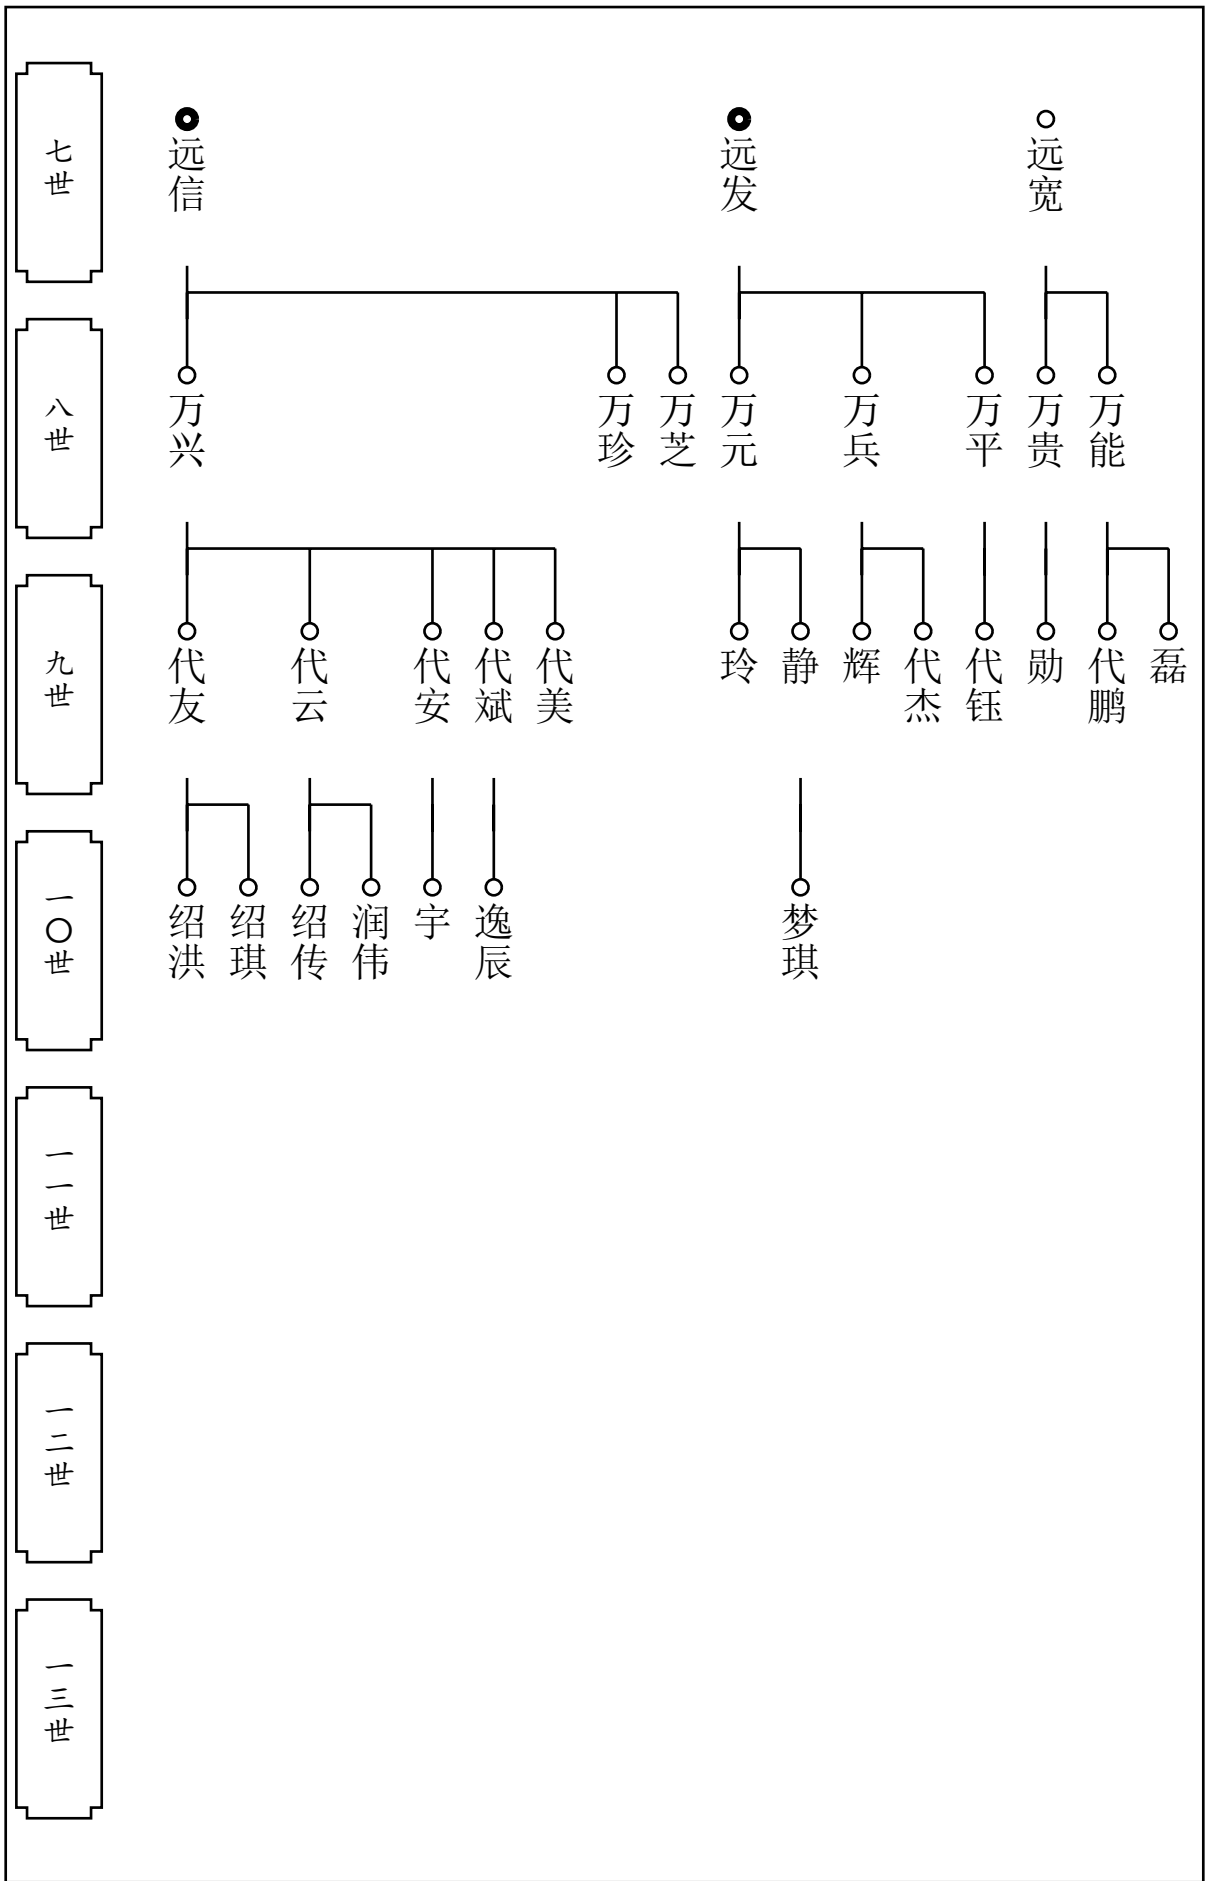 七世
远信
远发
远宽
八世
万兴
万珍
万芝
万元
万兵
万平
万贵
万能
九世
代友
代云
代安
代斌
代美
玲
静
辉
代杰
代钰
勋
代鹏
磊
一〇世
绍洪
绍琪
绍传
润伟
宇
逸辰
梦琪
一一世
一二世
一三世